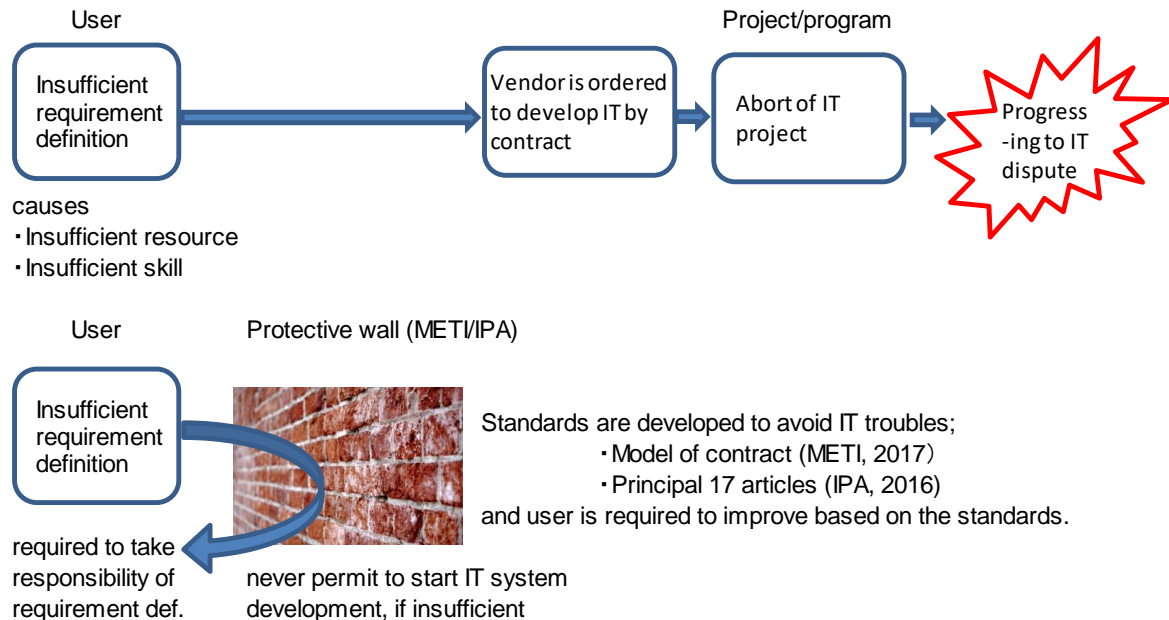 User
Project/program
Insufficient
requirement
definition
Vendor is ordered
to develop IT by
contract
Abort of IT
project
Progress
-ing to IT
dispute
causes
・Insufficient resource
・Insufficient skill
User
Protective wall (METI/IPA)
Insufficient
requirement
definition
Standards are developed to avoid IT troubles;
・Model of contract (METI, 2017）
・Principal 17 articles (IPA, 2016)
and user is required to improve based on the standards.
required to take
responsibility of
requirement def.
never permit to start IT system
development, if insufficient